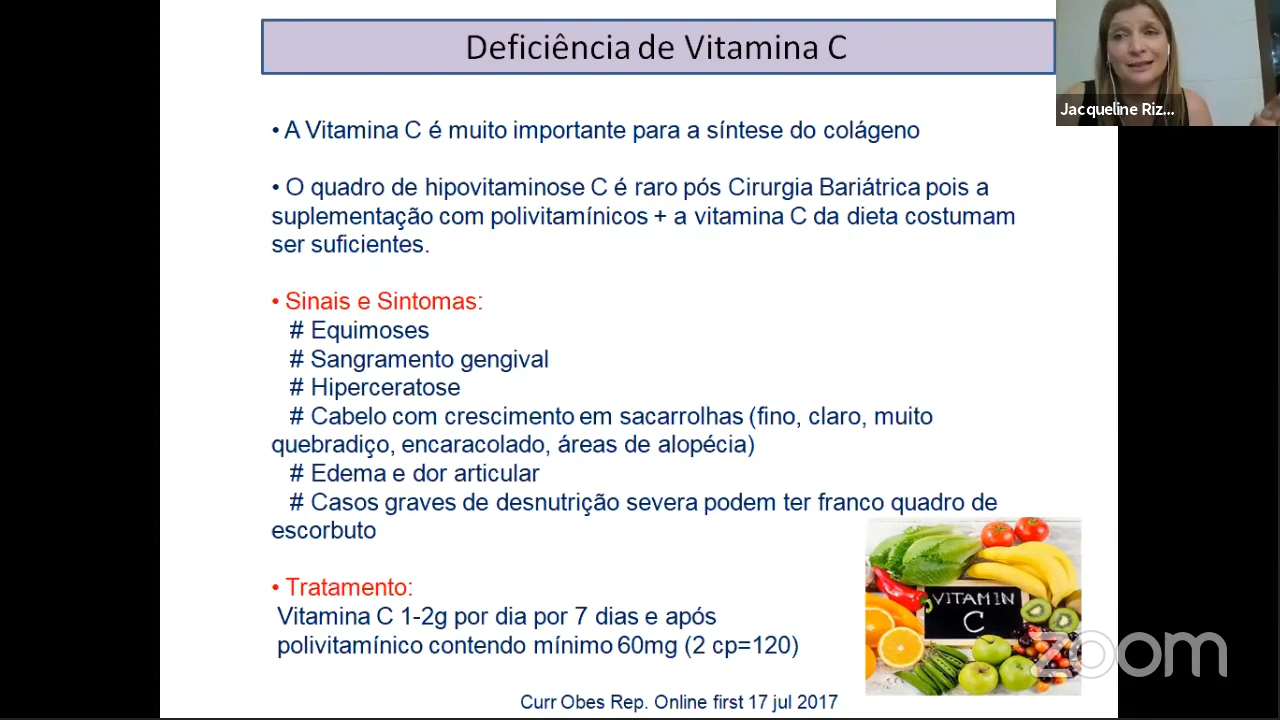 Deficiência de Vitamina C
Jacqueline Riz...
• A Vitamina C é muito importante para a síntese do colágeno
• O quadro de hipovitaminose C é raro pós Cirurgia Bariátrica pois a
suplementação com polivitamínicos + a vitamina C da dieta costumam
ser suficientes.
• Sinais e Sintomas:
# Equimoses
# Sangramento gengival
# Hiperceratose
# Cabelo com crescimento em sacarrolhas (fino, claro, muito
quebradiço, encaracolado, áreas de alopécia)
# Edema e dor articular
# Casos graves de desnutrição severa podem ter franco quadro de
escorbuto
• Tratamento:
Vitamina C 1-2g por dia por 7 dias e após
polivitamínico contendo mínimo 60mg (2 cp=120)
VITAMIN
C
zoom
Curr Obes Rep. Online first 17 jul 2017